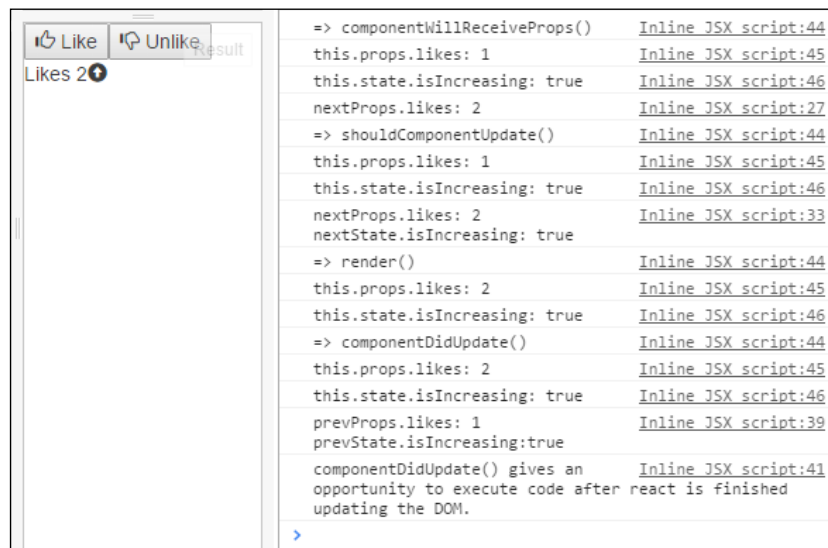 Like Unlike
Result
Likes 2
=> componentWillReceiveProps() Inline JSX script:44
this.props.likes: 1 Inline JSX script:45
this.state.isIncreasing: true Inline JSX script:46
nextProps.likes: 2 Inline JSX script:27
=> shouldComponentUpdate() Inline JSX script:44
this.props.likes: 1 Inline JSX script:45
this.state.isIncreasing: true Inline JSX script:46
nextProps.likes: 2 Inline JSX script:33
nextState.isIncreasing: true
=> render() Inline JSX script:44
this.props.likes: 2 Inline JSX script:45
this.state.isIncreasing: true Inline JSX script:46
=> componentDidUpdate() Inline JSX script:44
this.props.likes: 2 Inline JSX script:45
this.state.isIncreasing: true Inline JSX script:46
prevProps.likes: 1 Inline JSX script:39
prevState.isIncreasing:true
componentDidUpdate() gives an Inline JSX script:41
opportunity to execute code after react is finished
updating the DOM.
>